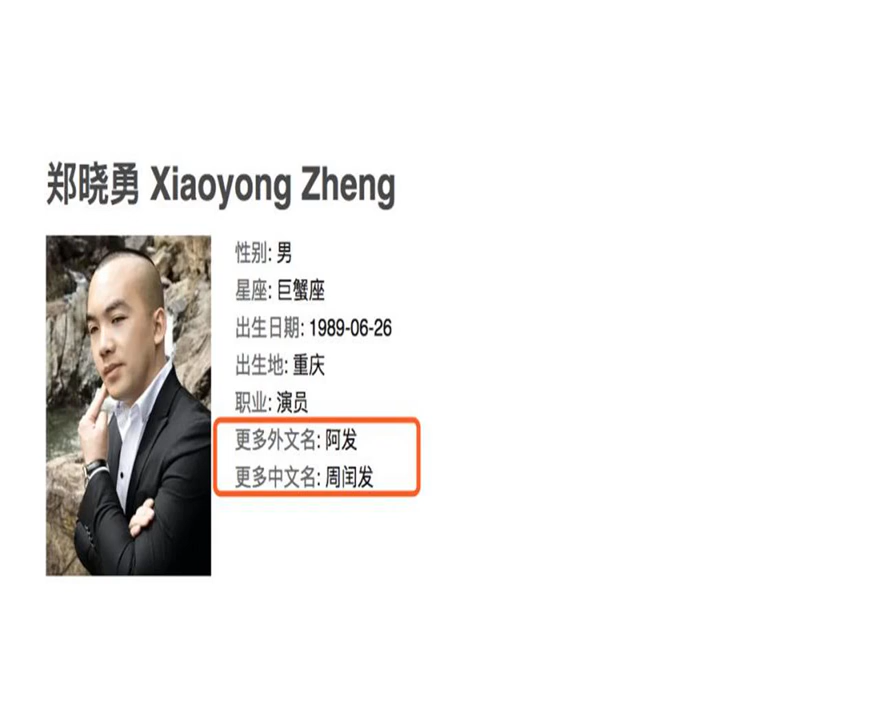 郑晓勇 Xiaoyong Zheng
性别: 男
星座: 巨蟹座
出生日期: 1989-06-26
出生地: 重庆
职业: 演员
更多外文名: 阿发
更多中文名: 周闰发